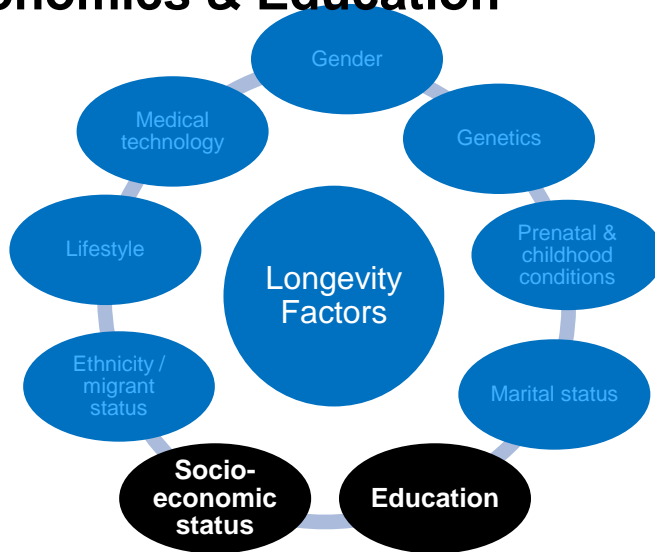 & Education
Gender
Medical
technology
Genetics
Lifestyle
Prenatal &
childhood
conditions
Longevity
Factors
Ethnicity /
migrant
status
Marital status
Socio-
economic
status
Education